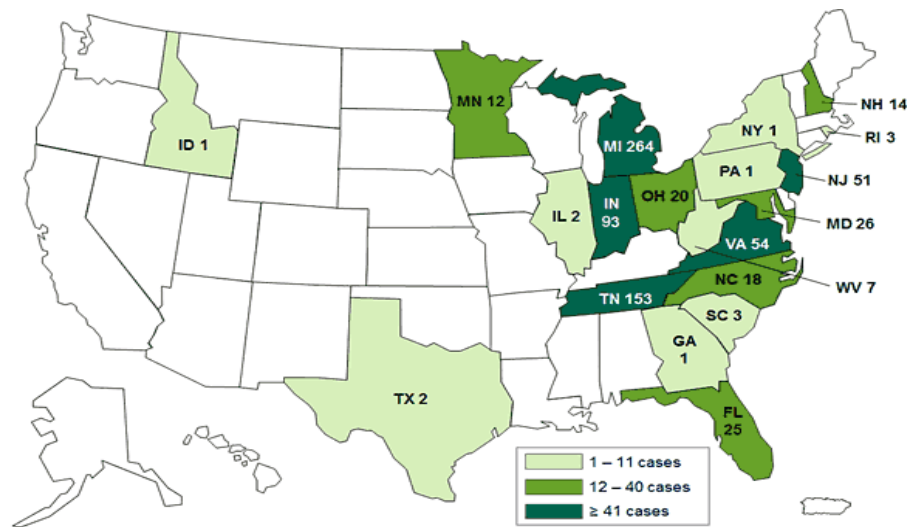 MN 12
NH 14
NY 1
RI 3
ID 1
MI 264
PA 1
NJ 51
IL 2
IN
93
OH 20
MD 26
VA 54
WV 7
NC 18
TN 153
SC 3
GA
1
TX 2
FL
25
1 – 11 cases
12 – 40 cases
≥ 41 cases